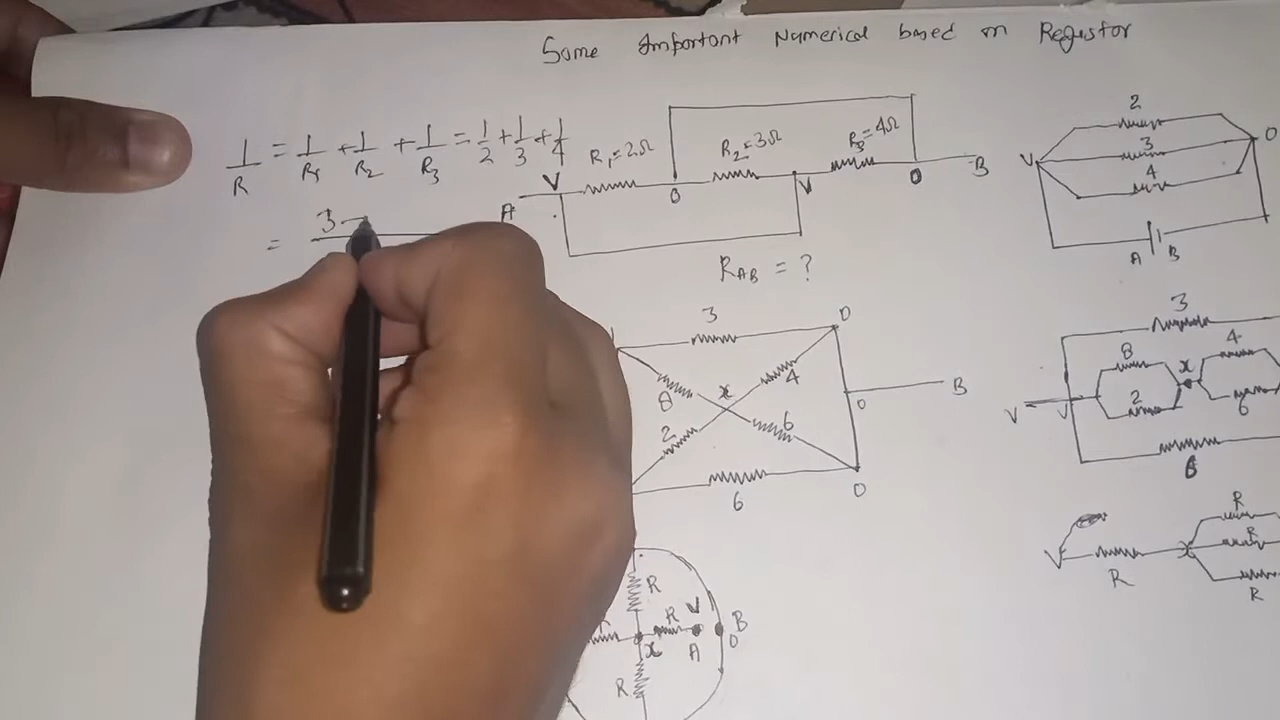 Some Important Numerical based on Registor
1/R = 1/R1 + 1/R2 + 1/R3 = 1/2 + 1/3 + 1/4
= 3
R1=2Ω R2=3Ω R3=4Ω
A V 0 V 0 B
RAB = ?
2
V 3 0
4
A B
3 0
8 x 4
2 6
0 B
6 0
3
8 x 4
V V 2 6
6
V R x R
R
R
R
R V B
x A 0
R